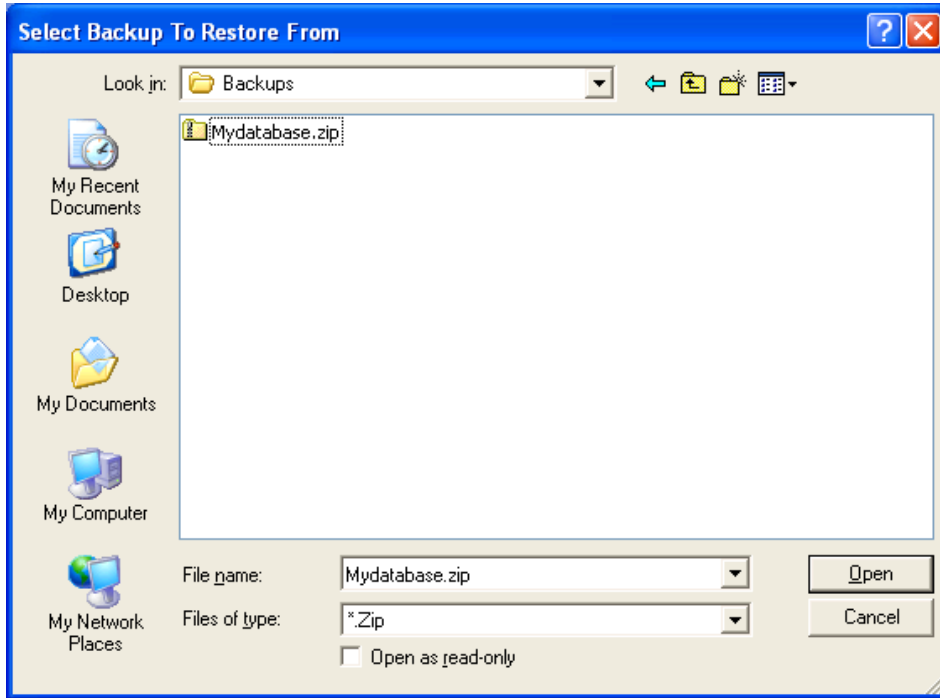 Select Backup To Restore From
Look in: Backups
Mydatabase.zip
My Recent
Documents
Desktop
My Documents
My Computer
My Network
Places
File name: Mydatabase.zip Open
Files of type: *.Zip Cancel
Open as read-only